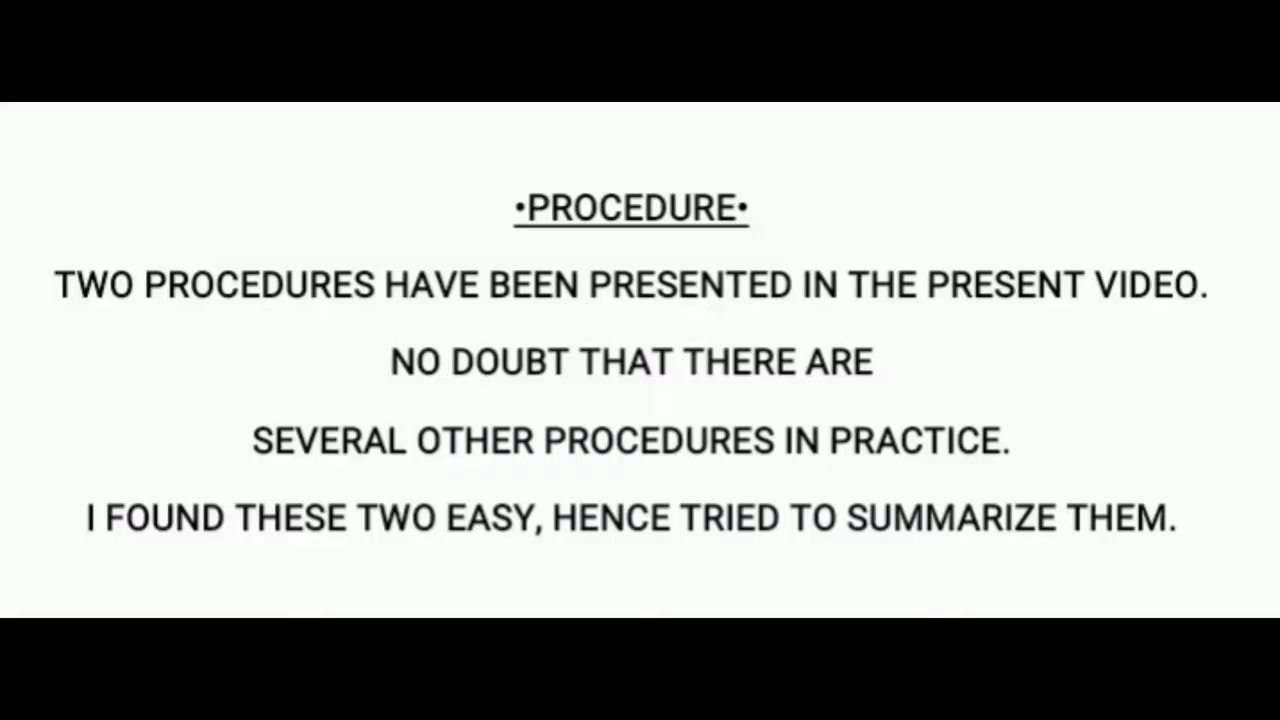 •PROCEDURE•
TWO PROCEDURES HAVE BEEN PRESENTED IN THE PRESENT VIDEO.
NO DOUBT THAT THERE ARE
SEVERAL OTHER PROCEDURES IN PRACTICE.
I FOUND THESE TWO EASY, HENCE TRIED TO SUMMARIZE THEM.